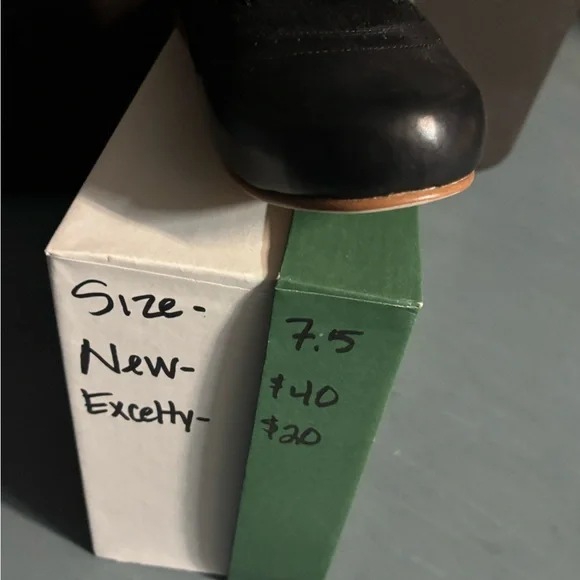 Size- 7.5
New- $40
Excelty- $20